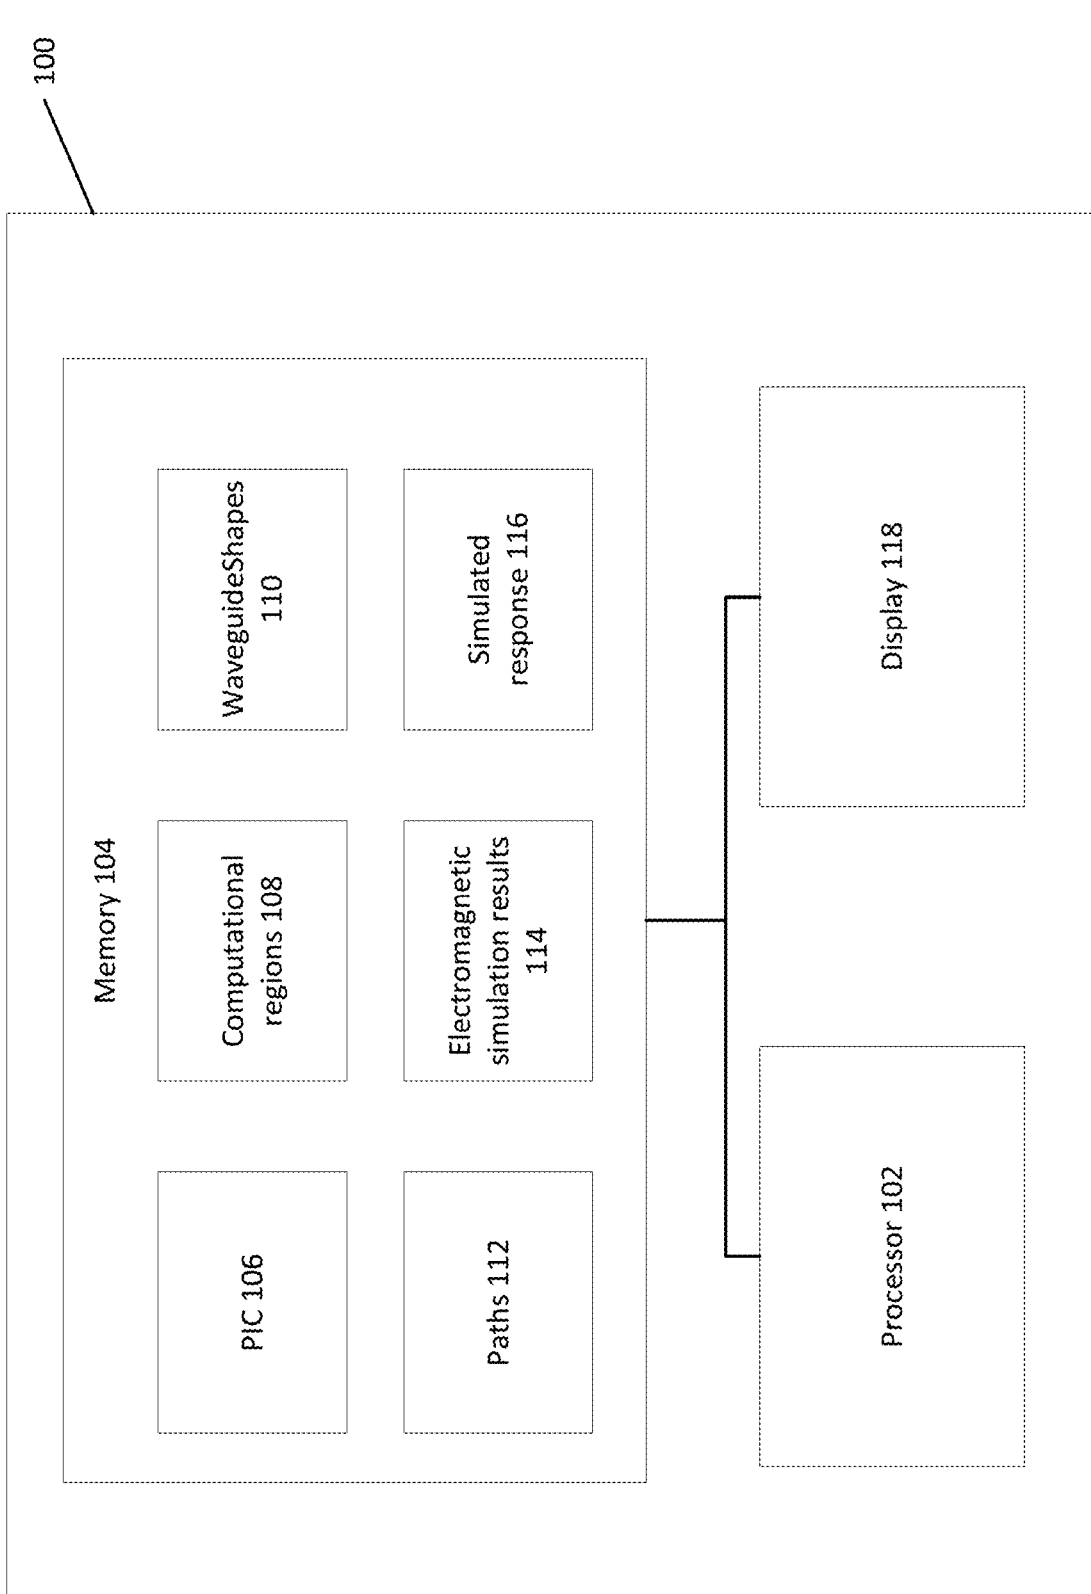 100
Memory 104
PIC 106
Computational
regions 108
WaveguideShapes
110
Paths 112
Electromagnetic
simulation results
114
Simulated
response 116
Processor 102
Display 118